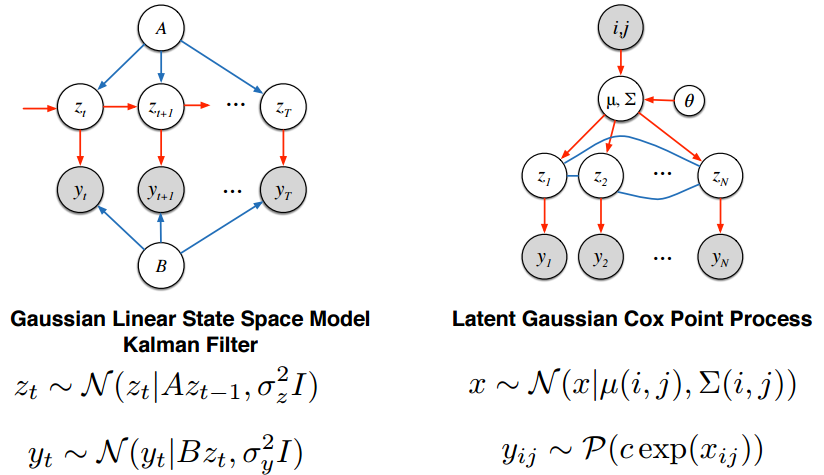 A
z_t z_{t+1} ... z_T
y_t y_{t+1} ... y_T
B
Gaussian Linear State Space Model
Kalman Filter
z_t ∼ 𝒩(z_t|Az_{t−1}, σ_z^2 I)
y_t ∼ 𝒩(y_t|Bz_t, σ_y^2 I)
i,j
μ, Σ θ
z_1 z_2 ... z_N
y_1 y_2 ... y_N
Latent Gaussian Cox Point Process
x ∼ 𝒩(x|μ(i, j), Σ(i, j))
y_{ij} ∼ 𝒫(c exp(x_{ij}))